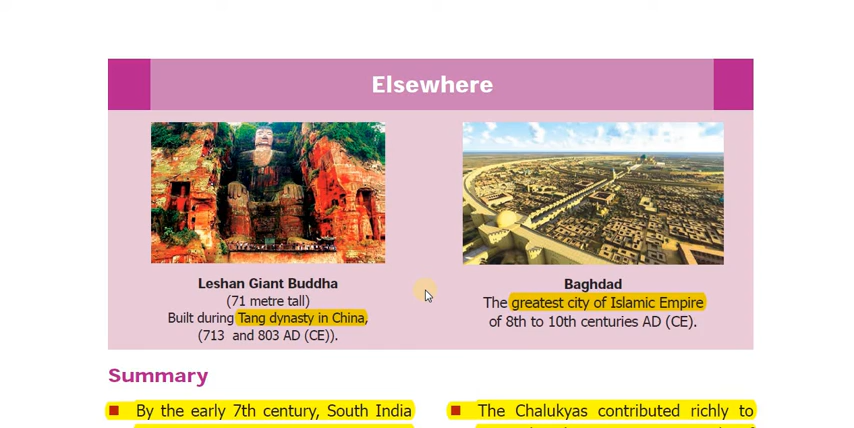 Elsewhere
Leshan Giant Buddha
(71 metre tall)
Built during Tang dynasty in China,
(713 and 803 AD (CE)).
Baghdad
The greatest city of Islamic Empire
of 8th to 10th centuries AD (CE).
Summary
By the early 7th century, South India
The Chalukyas contributed richly to